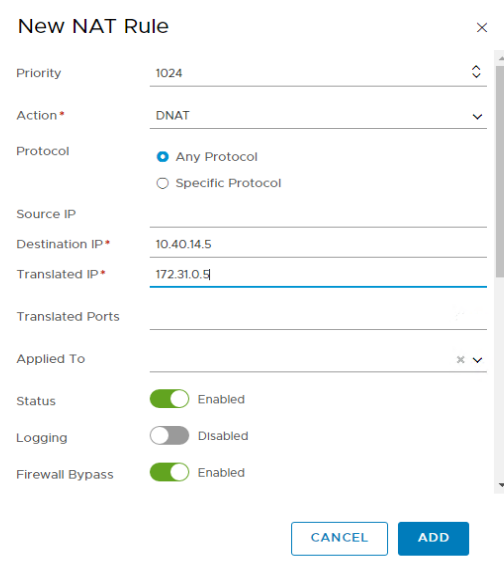 New NAT Rule
Priority 1024
Action* DNAT
Protocol Any Protocol
Specific Protocol
Source IP
Destination IP* 10.40.14.5
Translated IP* 172.31.0.5
Translated Ports
Applied To
Status Enabled
Logging Disabled
Firewall Bypass Enabled
CANCEL ADD